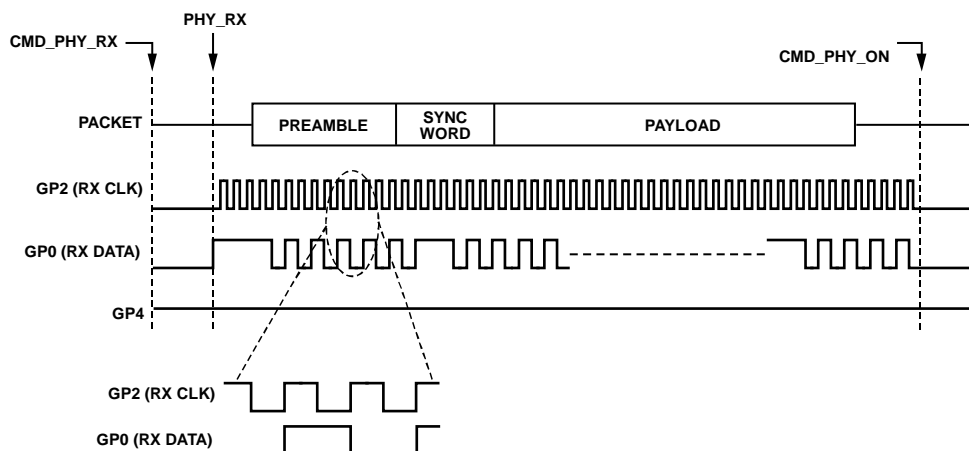 PHY_RX
CMD_PHY_RX
CMD_PHY_ON
PACKET
PREAMBLE
SYNC
WORD
PAYLOAD
GP2 (RX CLK)
GP0 (RX DATA)
GP4
GP2 (RX CLK)
GP0 (RX DATA)